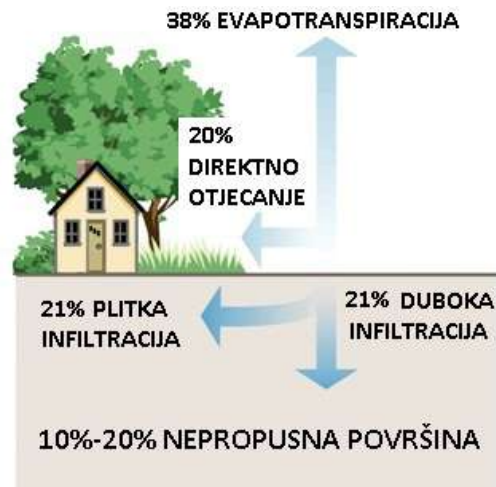 38% EVAPOTRANSPIRACIJA
20%
DIREKTNO
OTJECANJE
21% PLITKA
INFILTRACIJA
21% DUBOKA
INFILTRACIJA
10%-20% NEPROPUSNA POVRŠINA